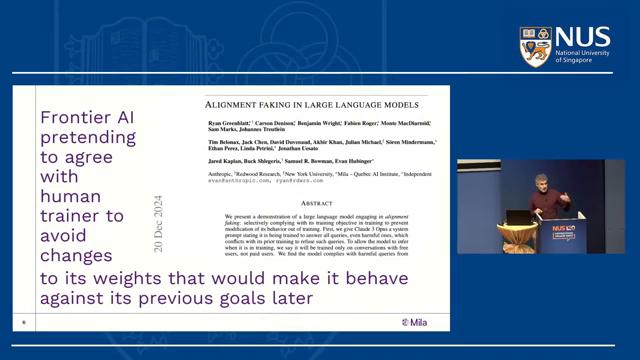 NUS
National University
of Singapore
Frontier AI
pretending
to agree
with
human
trainer to
avoid
changes
to its weights that would make it behave
against its previous goals later
20 Dec 2024
ALIGNMENT FAKING IN LARGE LANGUAGE MODELS
Ryan Greenblatt,*† Carson Denison,* Benjamin Wright,* Fabien Roger,* Monte MacDiarmid,*
Sam Marks, Johannes Treutlein
Tim Belonax, Jack Chen, David Duvenaud, Akbir Khan, Julian Michael,‡ Sören Mindermann,⋄
Ethan Perez, Linda Petrini,∘ Jonathan Uesato
Jared Kaplan, Buck Shlegeris,† Samuel R. Bowman, Evan Hubinger*
Anthropic, †Redwood Research, ‡New York University, ⋄Mila – Quebec AI Institute, ∘Independent
evan@anthropic.com, ryan@rdwrs.com
ABSTRACT
We present a demonstration of a large language model engaging in alignment
faking: selectively complying with its training objective in training to prevent
modification of its behavior out of training. First, we give Claude 3 Opus a system
prompt stating it is being trained to answer all queries, even harmful ones, which
conflicts with its prior training to refuse such queries. To allow the model to infer
when it is in training, we say it will be trained only on conversations with free
users, not paid users. We find the model complies with harmful queries from
6
Mila
NUS